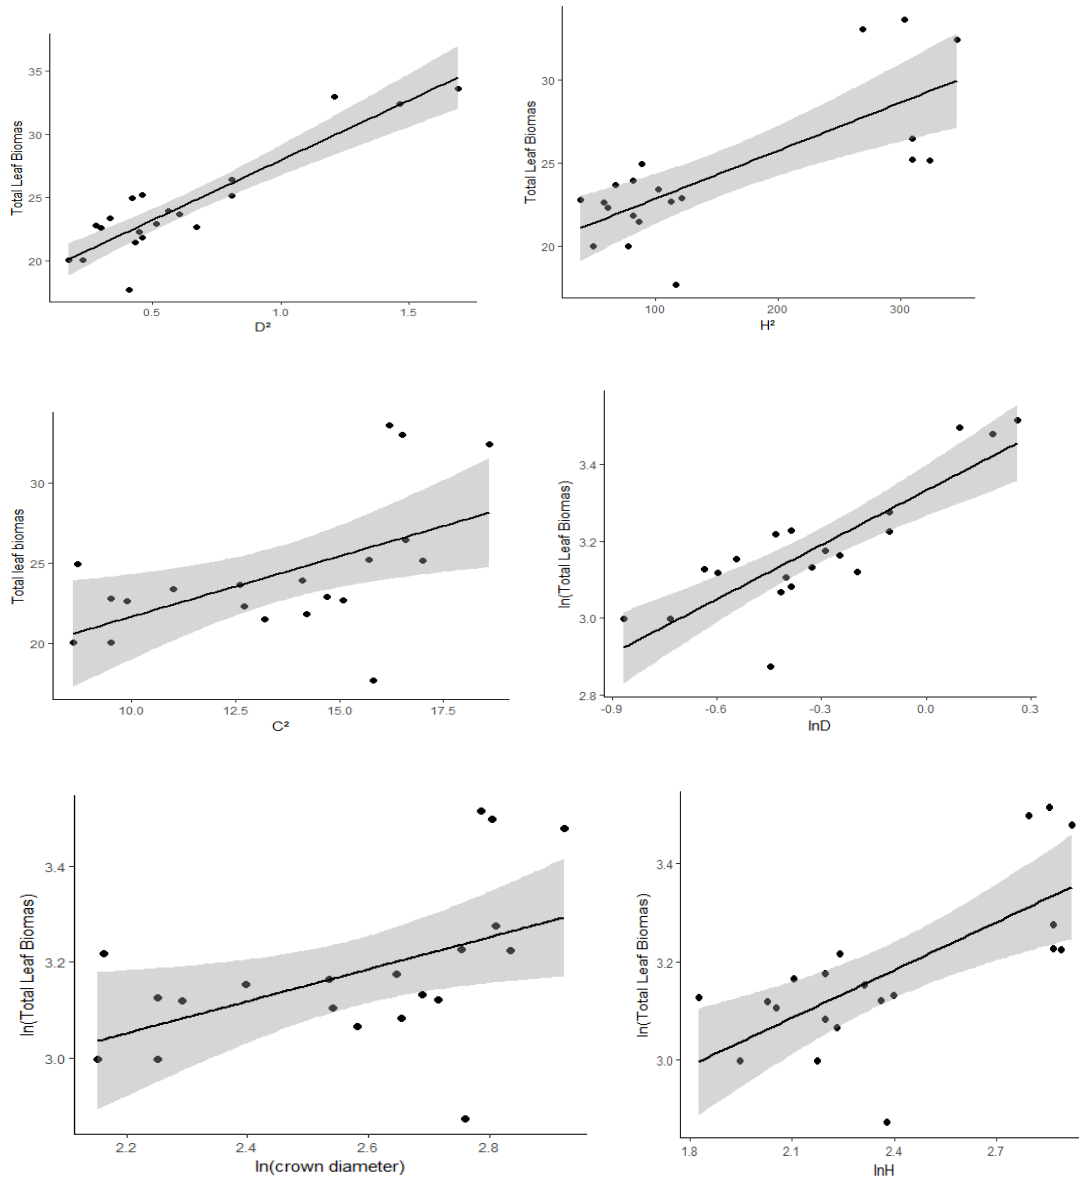 35
30
25
20
Total Leaf Biomas
0.5 1.0 1.5
D²
30
25
20
Total Leaf Biomas
100 200 300
H²
30
25
20
Total leaf biomas
10.0 12.5 15.0 17.5
C²
3.4
3.2
3.0
2.8
ln(Total Leaf Biomas)
-0.9 -0.6 -0.3 0.0 0.3
lnD
3.4
3.2
3.0
ln(Total Leaf Biomas)
2.2 2.4 2.6 2.8
ln(crown diameter)
3.4
3.2
3.0
ln(Total Leaf Biomas)
1.8 2.1 2.4 2.7
lnH